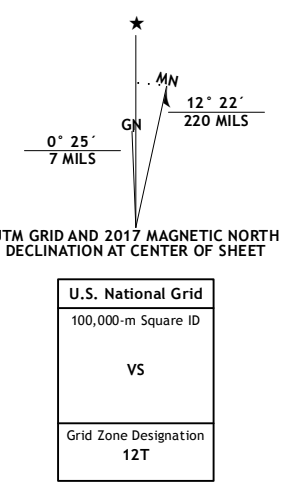 ★
MN
12° 22´
220 MILS
GN
0° 25´
7 MILS
UTM GRID AND 2017 MAGNETIC NORTH
DECLINATION AT CENTER OF SHEET
U.S. National Grid
100,000-m Square ID
VS
Grid Zone Designation
12T